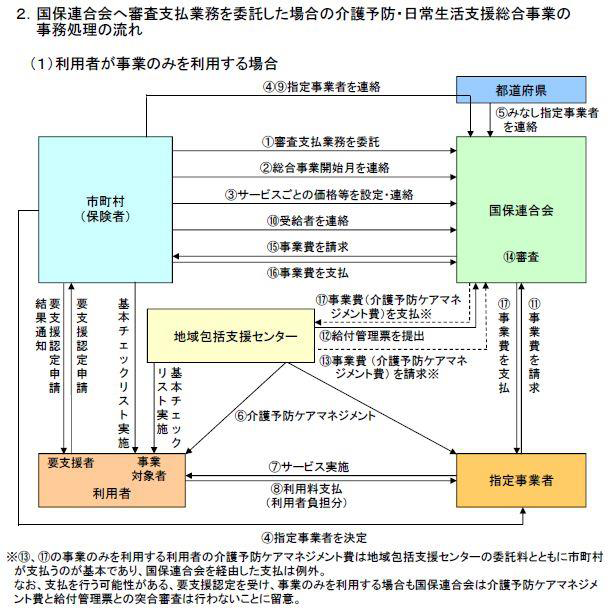 ２．国保連合会へ審査支払業務を委託した場合の介護予防・日常生活支援総合事業の
事務処理の流れ
（１）利用者が事業のみを利用する場合
④⑨指定事業者を連絡
都道府県
⑤みなし指定事業者
を連絡
①審査支払業務を委託
②総合事業開始月を連絡
③サービスごとの価格等を設定・連絡
市町村
（保険者）
国保連合会
⑩受給者を連絡
⑮事業費を請求
⑭審査
⑯事業費を支払
要支援認定申請
結果通知
要支援認定申請
基本チェックリスト実施
⑰事業費（介護予防ケアマネ
ジメント費）を支払※
地域包括支援センター
⑫給付管理票を提出
⑬事業費（介護予防ケアマネ
ジメント費）を請求※
⑰事業費を支払
⑪事業費を請求
基本チェック
リスト実施
⑥介護予防ケアマネジメント
要支援者
事業
対象者
利用者
⑦サービス実施
⑧利用料支払
（利用者負担分）
指定事業者
④指定事業者を決定
※⑬、⑰の事業のみを利用する利用者の介護予防ケアマネジメント費は地域包括支援センターの委託料とともに市町村
が支払うのが基本であり、国保連合会を経由した支払は例外。
なお、支払を行う可能性がある、要支援認定を受け、事業のみを利用する場合も国保連合会は介護予防ケアマネジメ
ント費と給付管理票との突合審査は行わないことに留意。